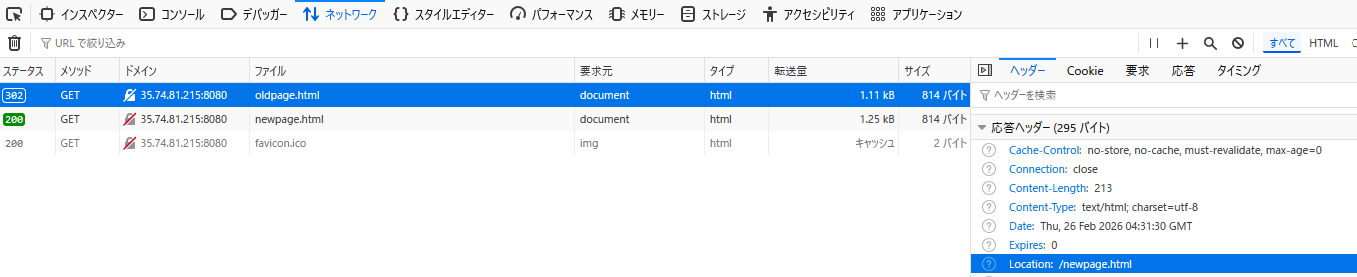 インスペクター コンソール デバッガー ネットワーク スタイルエディター パフォーマンス メモリー ストレージ アクセシビリティ アプリケーション
URL で絞り込み すべて HTML
ステータス メソッド ドメイン ファイル 要求元 タイプ 転送量 サイズ
302 GET 35.74.81.215:8080 oldpage.html document html 1.11 kB 814 バイト
200 GET 35.74.81.215:8080 newpage.html document html 1.25 kB 814 バイト
200 GET 35.74.81.215:8080 favicon.ico img html キャッシュ 2 バイト
ヘッダー Cookie 要求 応答 タイミング
ヘッダーを検索
応答ヘッダー (295 バイト)
Cache-Control: no-store, no-cache, must-revalidate, max-age=0
Connection: close
Content-Length: 213
Content-Type: text/html; charset=utf-8
Date: Thu, 26 Feb 2026 04:31:30 GMT
Expires: 0
Location: /newpage.html